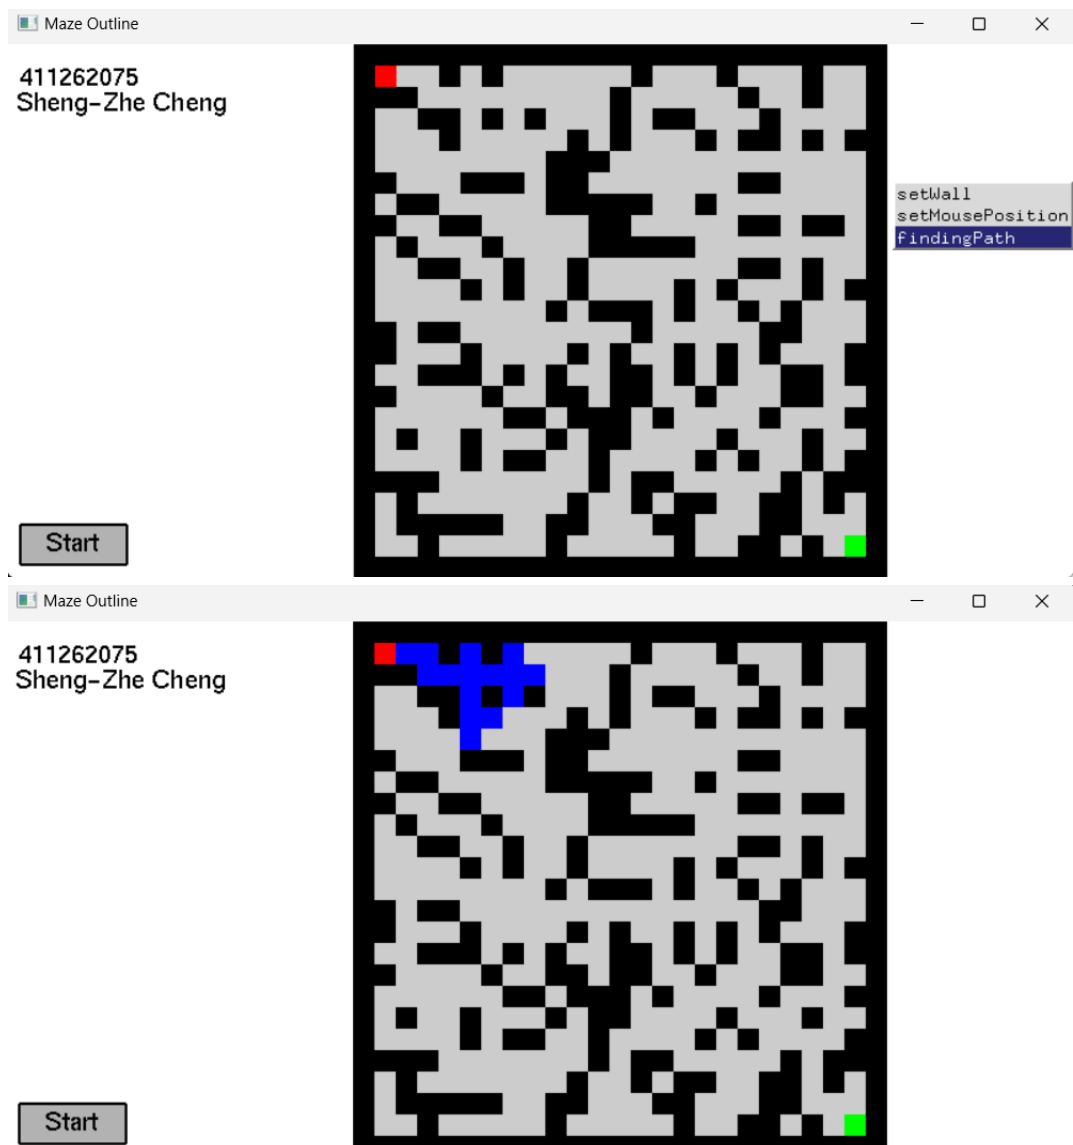 Maze Outline
411262075
Sheng-Zhe Cheng
setWall
setMousePosition
findingPath
Start
Maze Outline
411262075
Sheng-Zhe Cheng
Start